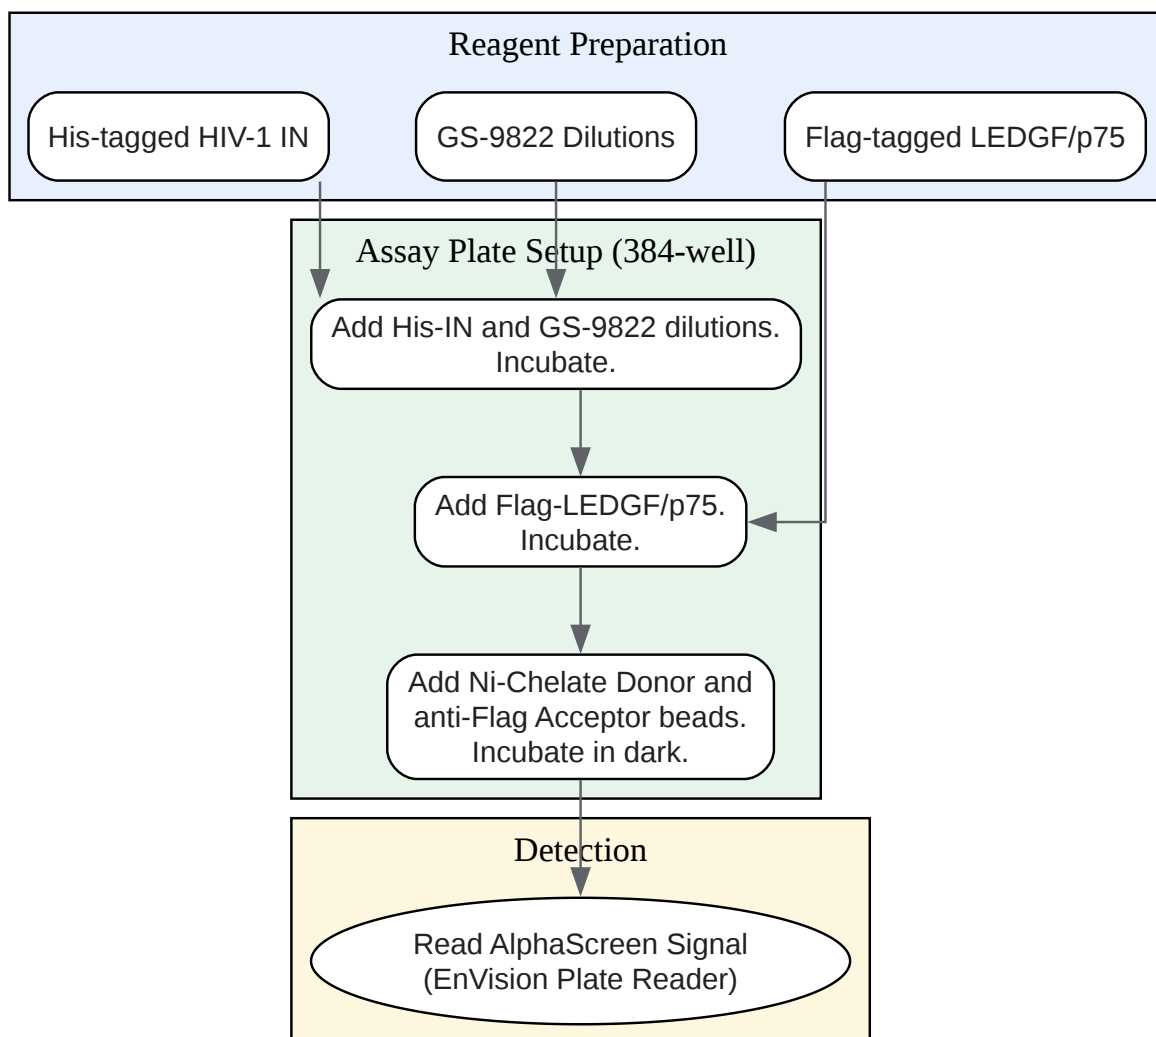 Reagent Preparation
His-tagged HIV-1 IN
GS-9822 Dilutions
Flag-tagged LEDGF/p75
Assay Plate Setup (384-well)
Add His-IN and GS-9822 dilutions.
Incubate.
Add Flag-LEDGF/p75.
Incubate.
Add Ni-Chelate Donor and
anti-Flag Acceptor beads.
Incubate in dark.
Detection
Read AlphaScreen Signal
(EnVision Plate Reader)